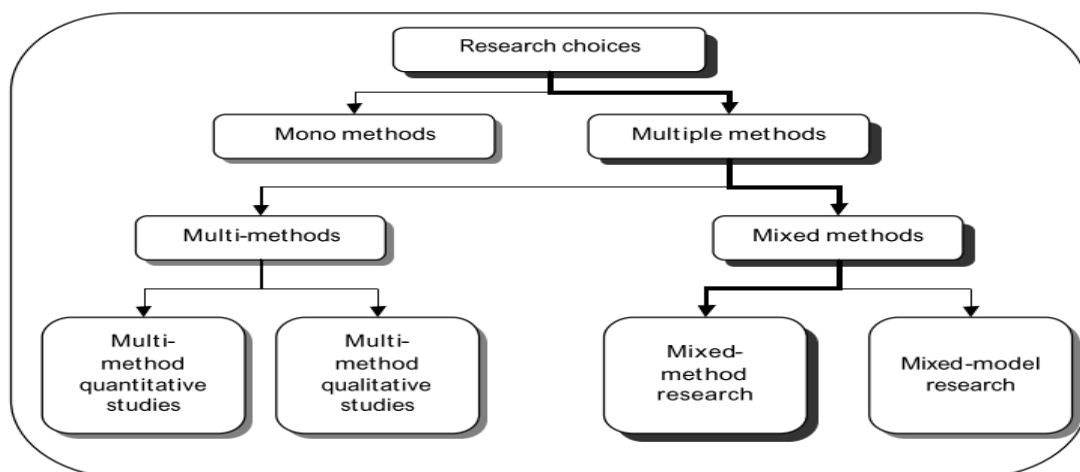 Research choices
Mono methods
Multiple methods
Multi-methods
Mixed methods
Multi-
method
quantitative
studies
Multi-
method
qualitative
studies
Mixed-
method
research
Mixed-model
research